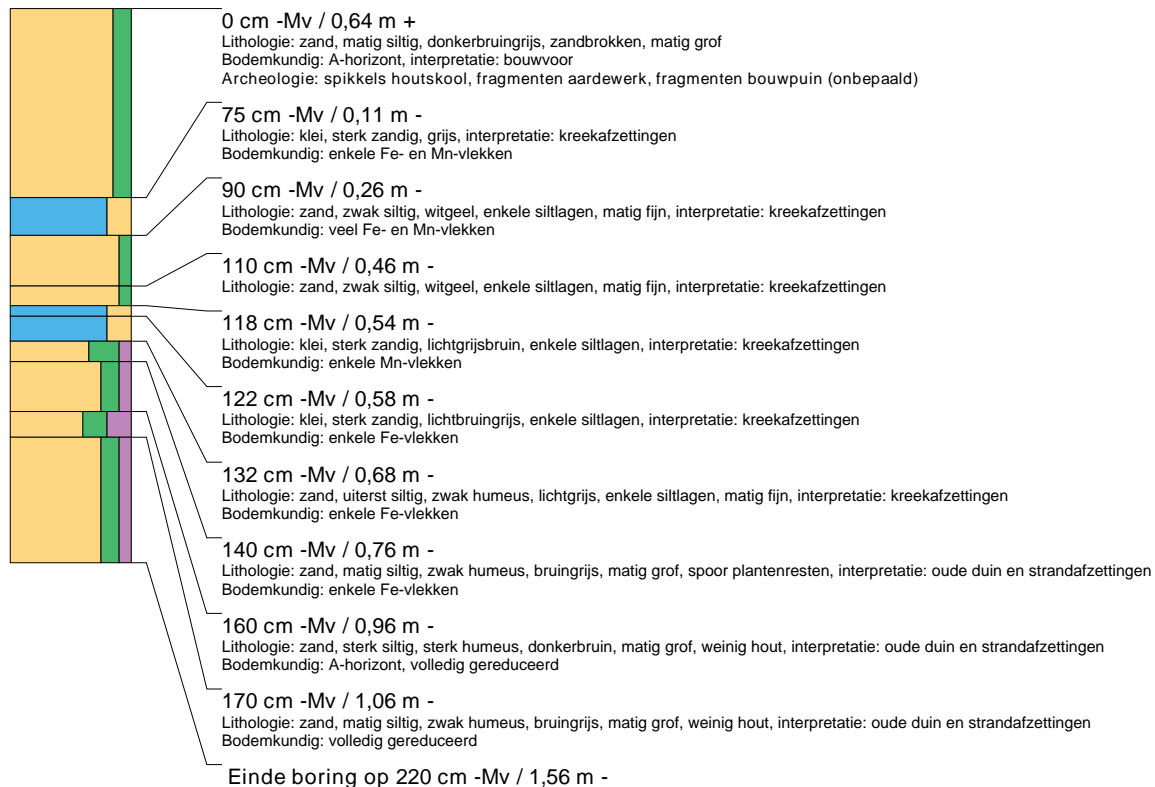 0 cm -Mv / 0,64 m +
Lithologie: zand, matig siltig, donkerbruingrijs, zandbrokken, matig grof
Bodemkundig: A-horizont, interpretatie: bouwvoor
Archeologie: spikkels houtskool, fragmenten aardewerk, fragmenten bouwpuin (onbepaald)
75 cm -Mv / 0,11 m -
Lithologie: klei, sterk zandig, grijs, interpretatie: kreekafzettingen
Bodemkundig: enkele Fe- en Mn-vlekken
90 cm -Mv / 0,26 m -
Lithologie: zand, zwak siltig, witgeel, enkele siltlagen, matig fijn, interpretatie: kreekafzettingen
Bodemkundig: veel Fe- en Mn-vlekken
110 cm -Mv / 0,46 m -
Lithologie: zand, zwak siltig, witgeel, enkele siltlagen, matig fijn, interpretatie: kreekafzettingen
118 cm -Mv / 0,54 m -
Lithologie: klei, sterk zandig, lichtgrijsbruin, enkele siltlagen, interpretatie: kreekafzettingen
Bodemkundig: enkele Mn-vlekken
122 cm -Mv / 0,58 m -
Lithologie: klei, sterk zandig, lichtbruingrijs, enkele siltlagen, interpretatie: kreekafzettingen
Bodemkundig: enkele Fe-vlekken
132 cm -Mv / 0,68 m -
Lithologie: zand, uiterst siltig, zwak humeus, lichtgrijs, enkele siltlagen, matig fijn, interpretatie: kreekafzettingen
Bodemkundig: enkele Fe-vlekken
140 cm -Mv / 0,76 m -
Lithologie: zand, matig siltig, zwak humeus, bruingrijs, matig grof, spoor plantenresten, interpretatie: oude duin en strandafzettingen
Bodemkundig: enkele Fe-vlekken
160 cm -Mv / 0,96 m -
Lithologie: zand, sterk siltig, sterk humeus, donkerbruin, matig grof, weinig hout, interpretatie: oude duin en strandafzettingen
Bodemkundig: A-horizont, volledig gereduceerd
170 cm -Mv / 1,06 m -
Lithologie: zand, matig siltig, zwak humeus, bruingrijs, matig grof, weinig hout, interpretatie: oude duin en strandafzettingen
Bodemkundig: volledig gereduceerd
Einde boring op 220 cm -Mv / 1,56 m -